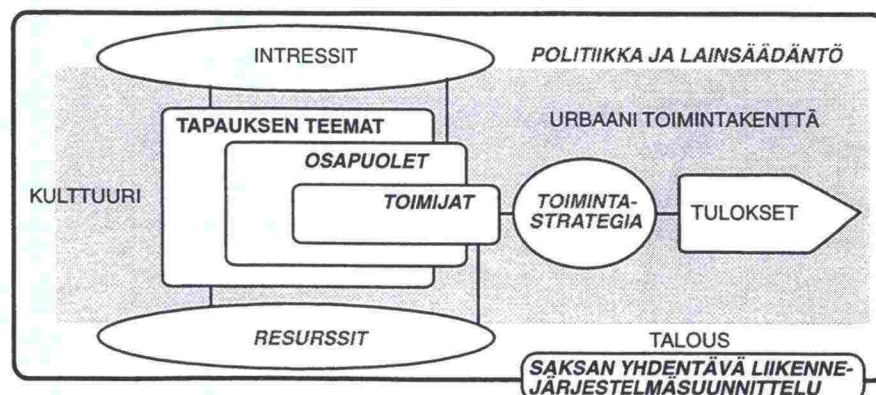 INTRESSIT
POLITIIKKA JA LAINSÄÄDÄNTÖ
TAPAUKSEN TEEMAT
URBAANI TOIMINTAKENTTÄ
OSAPUOLET
KULTTUURI
TOIMIJAT
TOIMINTA-
STRATEGIA
TULOKSET
RESURSSIT
TALOUS
SAKSAN YHDENTÄVÄ LIIKENNE-
JÄRJESTELMÄSUUNNITTELU